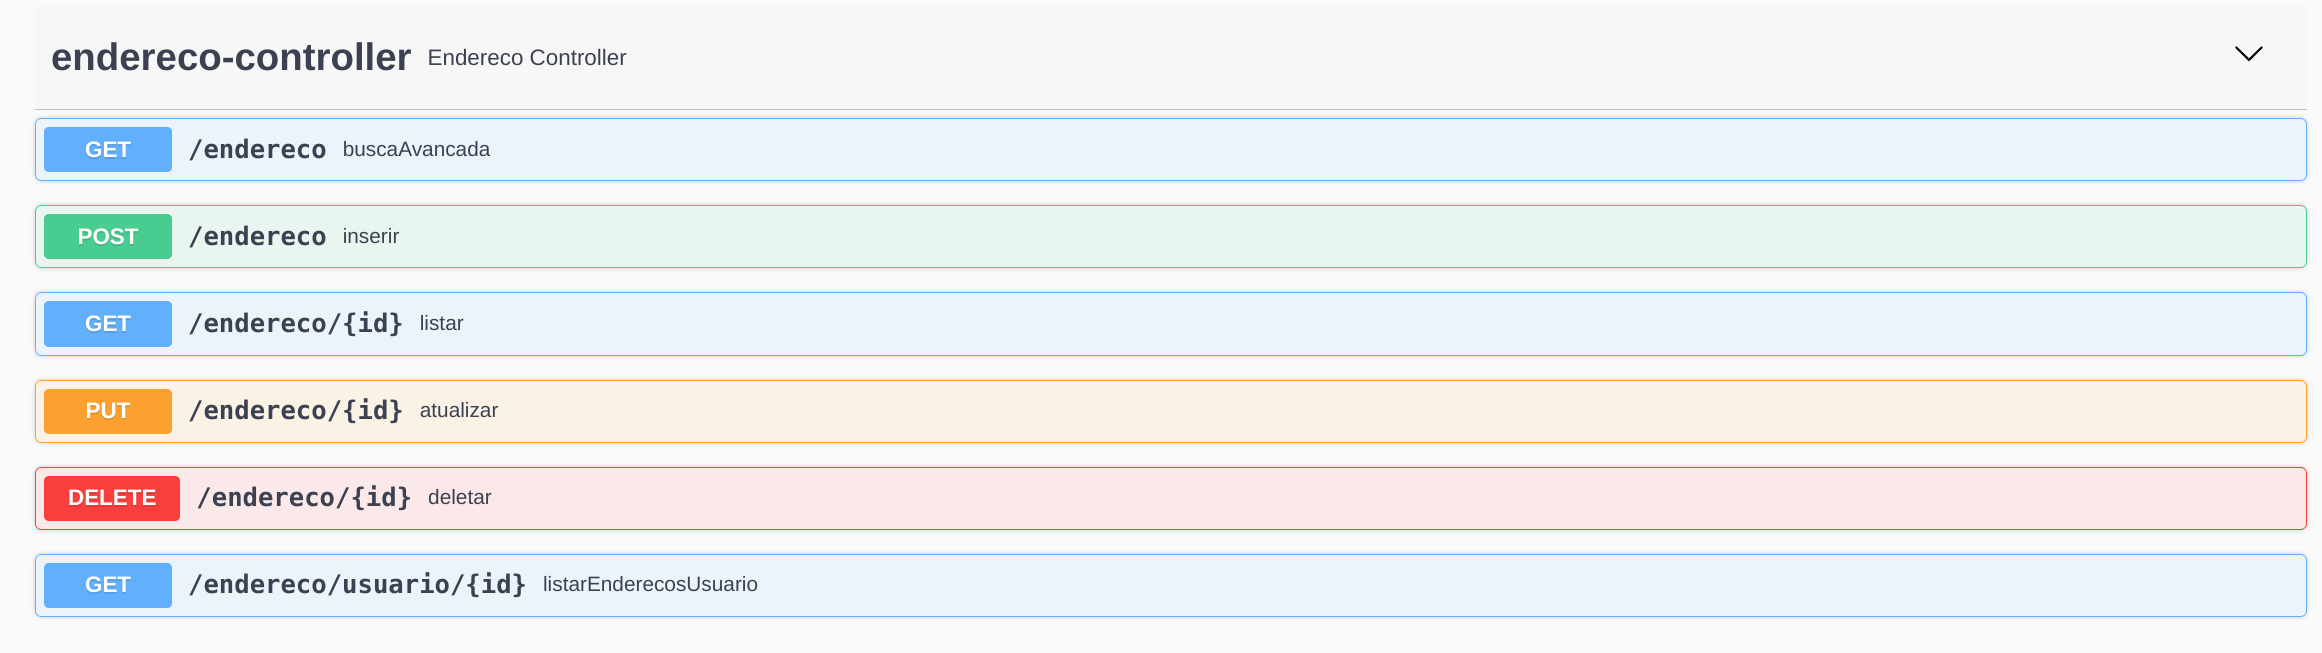 endereco-controller Endereco Controller
GET /endereco buscaAvancada
POST /endereco inserir
GET /endereco/{id} listar
PUT /endereco/{id} atualizar
DELETE /endereco/{id} deletar
GET /endereco/usuario/{id} listarEnderecosUsuario